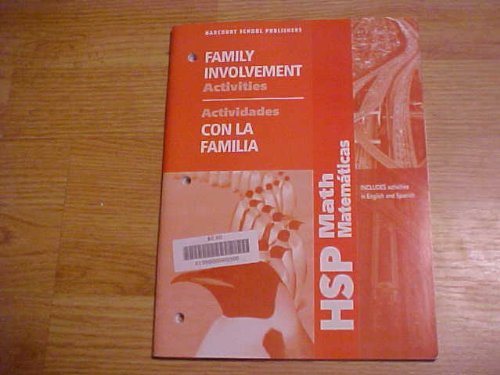 HARCOURT SCHOOL PUBLISHERS
FAMILY
INVOLVEMENT
Activities
Actividades
CON LA
FAMILIA
INCLUDES activities
in English and Spanish
HSP Math
Matemáticas